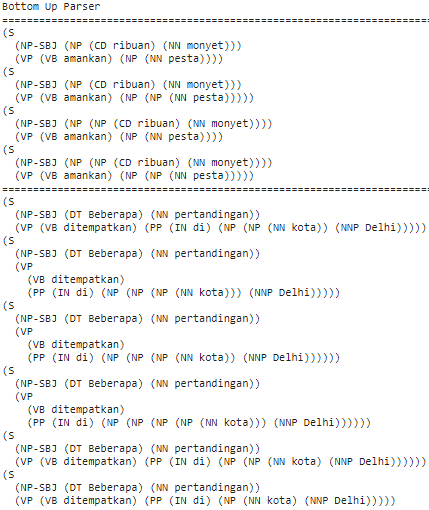 Bottom Up Parser
======================================================================
(S
  (NP-SBJ (NP (CD ribuan) (NN monyet)))
  (VP (VB amankan) (NP (NN pesta))))
(S
  (NP-SBJ (NP (CD ribuan) (NN monyet)))
  (VP (VB amankan) (NP (NP (NN pesta)))))
(S
  (NP-SBJ (NP (NP (CD ribuan) (NN monyet))))
  (VP (VB amankan) (NP (NN pesta))))
(S
  (NP-SBJ (NP (NP (CD ribuan) (NN monyet))))
  (VP (VB amankan) (NP (NP (NN pesta)))))
======================================================================
(S
  (NP-SBJ (DT Beberapa) (NN pertandingan))
  (VP (VB ditempatkan) (PP (IN di) (NP (NP (NN kota)) (NNP Delhi)))))
(S
  (NP-SBJ (DT Beberapa) (NN pertandingan))
  (VP
    (VB ditempatkan)
    (PP (IN di) (NP (NP (NP (NN kota))) (NNP Delhi)))))
(S
  (NP-SBJ (DT Beberapa) (NN pertandingan))
  (VP
    (VB ditempatkan)
    (PP (IN di) (NP (NP (NP (NN kota)) (NNP Delhi))))))
(S
  (NP-SBJ (DT Beberapa) (NN pertandingan))
  (VP
    (VB ditempatkan)
    (PP (IN di) (NP (NP (NP (NP (NN kota))) (NNP Delhi))))))
(S
  (NP-SBJ (DT Beberapa) (NN pertandingan))
  (VP (VB ditempatkan) (PP (IN di) (NP (NP (NN kota) (NNP Delhi))))))
(S
  (NP-SBJ (DT Beberapa) (NN pertandingan))
  (VP (VB ditempatkan) (PP (IN di) (NP (NN kota) (NNP Delhi)))))